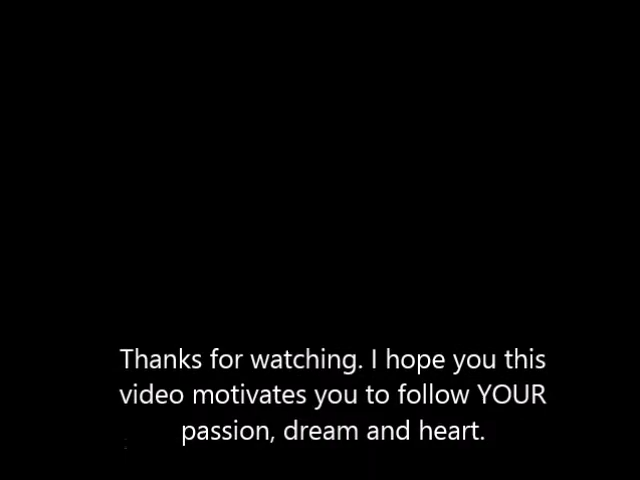 Thanks for watching. I hope you this
video motivates you to follow YOUR
passion, dream and heart.